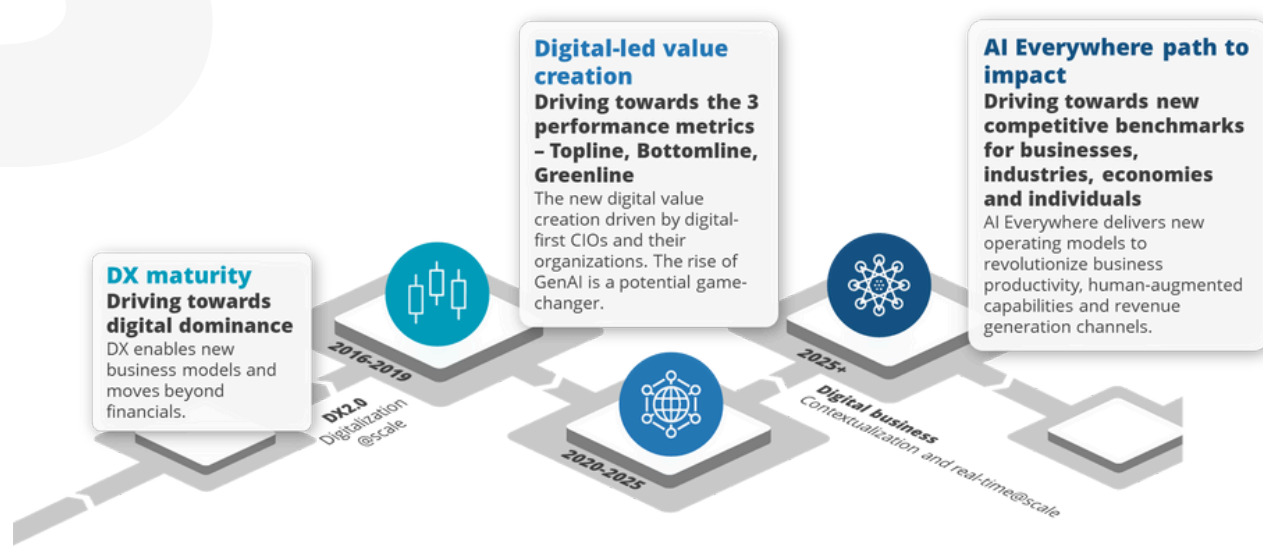 DX maturity
Driving towards
digital dominance
DX enables new
business models and
moves beyond
financials.
2016-2019
DX2.0
Digitalization
@scale
Digital-led value
creation
Driving towards the 3
performance metrics
– Topline, Bottomline,
Greenline
The new digital value
creation driven by digital-
first CIOs and their
organizations. The rise of
GenAI is a potential game-
changer.
2020-2025
AI Everywhere path to
impact
Driving towards new
competitive benchmarks
for businesses,
industries, economies
and individuals
AI Everywhere delivers new
operating models to
revolutionize business
productivity, human-augmented
capabilities and revenue
generation channels.
2025+
Digital business
Contextualization and real-time@scale